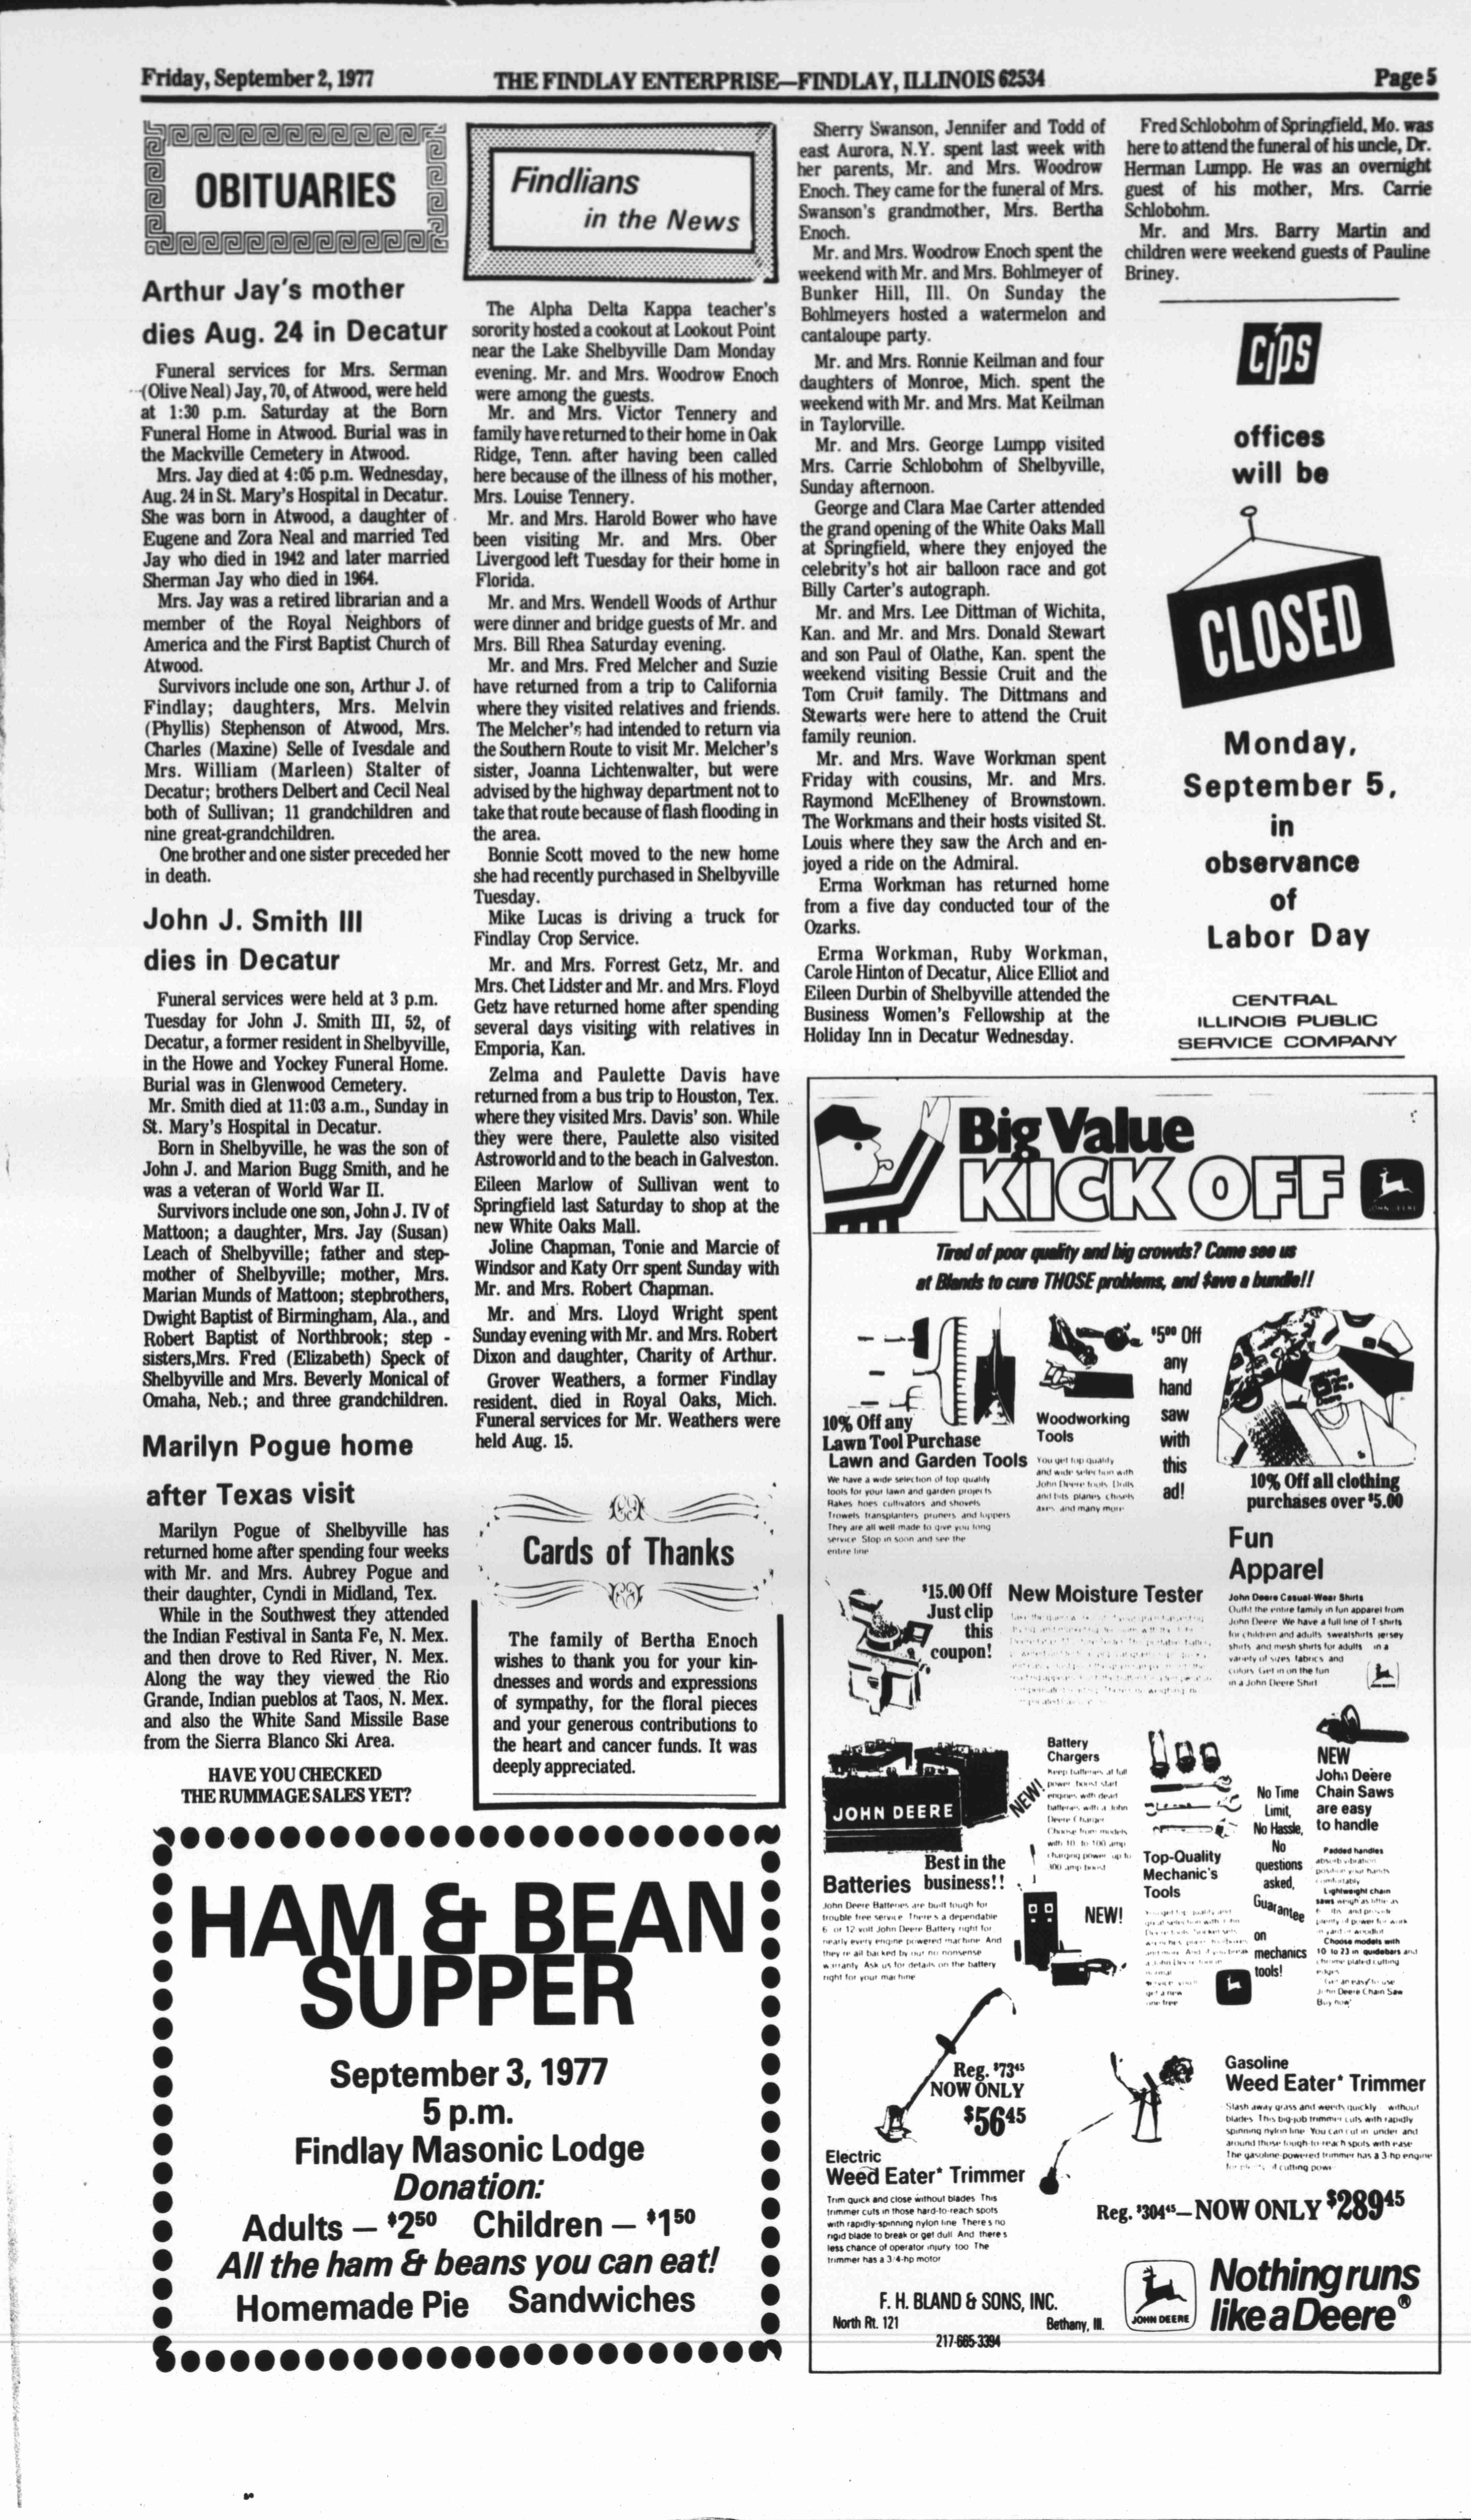 Friday, September 2, 1977
THE FINDLAY ENTERPRISE—FINDLAY, ILLINOIS 62534
Page 5
OBITUARIES
Arthur Jay's mother
dies Aug. 24 in Decatur
Funeral services for Mrs. Serman
(Olive Neal) Jay, 70, of Atwood, were held
at 1:30 p.m. Saturday at the Born
Funeral Home in Atwood. Burial was in
the Mackville Cemetery in Atwood.
Mrs. Jay died at 4:05 p.m. Wednesday,
Aug. 24 in St. Mary's Hospital in Decatur.
She was born in Atwood, a daughter of
Eugene and Zora Neal and married Ted
Jay who died in 1942 and later married
Sherman Jay who died in 1964.
Mrs. Jay was a retired librarian and a
member of the Royal Neighbors of
America and the First Baptist Church of
Atwood.
Survivors include one son, Arthur J. of
Findlay; daughters, Mrs. Melvin
(Phyllis) Stephenson of Atwood, Mrs.
Charles (Maxine) Selle of Ivesdale and
Mrs. William (Marleen) Stalter of
Decatur; brothers Delbert and Cecil Neal
both of Sullivan; 11 grandchildren and
nine great-grandchildren.
One brother and one sister preceded her
in death.
John J. Smith III
dies in Decatur
Funeral services were held at 3 p.m.
Tuesday for John J. Smith III, 52, of
Decatur, a former resident in Shelbyville,
in the Howe and Yockey Funeral Home.
Burial was in Glenwood Cemetery.
Mr. Smith died at 11:03 a.m., Sunday in
St. Mary's Hospital in Decatur.
Born in Shelbyville, he was the son of
John J. and Marion Bugg Smith, and he
was a veteran of World War II.
Survivors include one son, John J. IV of
Mattoon; a daughter, Mrs. Jay (Susan)
Leach of Shelbyville; father and step-
mother of Shelbyville; mother, Mrs.
Marian Munds of Mattoon; stepbrothers,
Dwight Baptist of Birmingham, Ala., and
Robert Baptist of Northbrook; step -
sisters,Mrs. Fred (Elizabeth) Speck of
Shelbyville and Mrs. Beverly Monical of
Omaha, Neb.; and three grandchildren.
Marilyn Pogue home
after Texas visit
Marilyn Pogue of Shelbyville has
returned home after spending four weeks
with Mr. and Mrs. Aubrey Pogue and
their daughter, Cyndi in Midland, Tex.
While in the Southwest they attended
the Indian Festival in Santa Fe, N. Mex.
and then drove to Red River, N. Mex.
Along the way they viewed the Rio
Grande, Indian pueblos at Taos, N. Mex.
and also the White Sand Missile Base
from the Sierra Blanco Ski Area.
HAVE YOU CHECKED
THE RUMMAGE SALES YET?
HAM & BEAN
SUPPER
September 3, 1977
5 p.m.
Findlay Masonic Lodge
Donation:
Adults — $2.50 Children — $1.50
All the ham & beans you can eat!
Homemade Pie Sandwiches
Findlians
in the News
The Alpha Delta Kappa teacher's
sorority hosted a cookout at Lookout Point
near the Lake Shelbyville Dam Monday
evening. Mr. and Mrs. Woodrow Enoch
were among the guests.
Mr. and Mrs. Victor Tennery and
family have returned to their home in Oak
Ridge, Tenn. after having been called
here because of the illness of his mother,
Mrs. Louise Tennery.
Mr. and Mrs. Harold Bower who have
been visiting Mr. and Mrs. Ober
Livergood left Tuesday for their home in
Florida.
Mr. and Mrs. Wendell Woods of Arthur
were dinner and bridge guests of Mr. and
Mrs. Bill Rhea Saturday evening.
Mr. and Mrs. Fred Melcher and Suzie
have returned from a trip to California
where they visited relatives and friends.
The Melcher's had intended to return via
the Southern Route to visit Mr. Melcher's
sister, Joanna Lichtenwalter, but were
advised by the highway department not to
take that route because of flash flooding in
the area.
Bonnie Scott moved to the new home
she had recently purchased in Shelbyville
Tuesday.
Mike Lucas is driving a truck for
Findlay Crop Service.
Mr. and Mrs. Forrest Getz, Mr. and
Mrs. Chet Lidster and Mr. and Mrs. Floyd
Getz have returned home after spending
several days visiting with relatives in
Emporia, Kan.
Zelma and Paulette Davis have
returned from a bus trip to Houston, Tex.
where they visited Mrs. Davis' son. While
they were there, Paulette also visited
Astroworld and to the beach in Galveston.
Eileen Marlow of Sullivan went to
Springfield last Saturday to shop at the
new White Oaks Mall.
Joline Chapman, Tonie and Marcie of
Windsor and Katy Orr spent Sunday with
Mr. and Mrs. Robert Chapman.
Mr. and Mrs. Lloyd Wright spent
Sunday evening with Mr. and Mrs. Robert
Dixon and daughter, Charity of Arthur.
Grover Weathers, a former Findlay
resident, died in Royal Oaks, Mich.
Funeral services for Mr. Weathers were
held Aug. 15.
Cards of Thanks
The family of Bertha Enoch
wishes to thank you for your kin-
dnesses and words and expressions
of sympathy, for the floral pieces
and your generous contributions to
the heart and cancer funds. It was
deeply appreciated.
Sherry Swanson, Jennifer and Todd of
east Aurora, N.Y. spent last week with
her parents, Mr. and Mrs. Woodrow
Enoch. They came for the funeral of Mrs.
Swanson's grandmother, Mrs. Bertha
Enoch.
Mr. and Mrs. Woodrow Enoch spent the
weekend with Mr. and Mrs. Bohlmeyer of
Bunker Hill, Ill. On Sunday the
Bohlmeyers hosted a watermelon and
cantaloupe party.
Mr. and Mrs. Ronnie Keilman and four
daughters of Monroe, Mich. spent the
weekend with Mr. and Mrs. Mat Keilman
in Taylorville.
Mr. and Mrs. George Lumpp visited
Mrs. Carrie Schlobohm of Shelbyville,
Sunday afternoon.
George and Clara Mae Carter attended
the grand opening of the White Oaks Mall
at Springfield, where they enjoyed the
celebrity's hot air balloon race and got
Billy Carter's autograph.
Mr. and Mrs. Lee Dittman of Wichita,
Kan. and Mr. and Mrs. Donald Stewart
and son Paul of Olathe, Kan. spent the
weekend visiting Bessie Cruit and the
Tom Cruit family. The Dittmans and
Stewarts were here to attend the Cruit
family reunion.
Mr. and Mrs. Wave Workman spent
Friday with cousins, Mr. and Mrs.
Raymond McElheney of Brownstown.
The Workmans and their hosts visited St.
Louis where they saw the Arch and en-
joyed a ride on the Admiral.
Erma Workman has returned home
from a five day conducted tour of the
Ozarks.
Erma Workman, Ruby Workman,
Carole Hinton of Decatur, Alice Elliot and
Eileen Durbin of Shelbyville attended the
Business Women's Fellowship at the
Holiday Inn in Decatur Wednesday.
Fred Schlobohm of Springfield, Mo. was
here to attend the funeral of his uncle, Dr.
Herman Lumpp. He was an overnight
guest of his mother, Mrs. Carrie
Schlobohm.
Mr. and Mrs. Barry Martin and
children were weekend guests of Pauline
Briney.
CIPS
offices
will be
CLOSED
Monday,
September 5,
in
observance
of
Labor Day
CENTRAL
ILLINOIS PUBLIC
SERVICE COMPANY
Big Value
KICK OFF
JOHN DEERE
Tired of poor quality and big crowds? Come see us
at Blands to cure THOSE problems, and $ave a bundle!!
10% Off any
Lawn Tool Purchase
Lawn and Garden Tools
We have a wide selection of top quality
tools for your lawn and garden projects
Rakes hoes cultivators and shovels
Trowels transplanters pruners and loppers
They are all well made to give you long
service Stop in soon and see the
entire line
Woodworking
Tools
You get top quality
and wide selection with
John Deere tools Drills
and bits planes chisels
axes and many more
$5.00 Off
any
hand
saw
with
this
ad!
10% Off all clothing
purchases over $5.00
Fun
Apparel
John Deere Casual-Wear Shirts
Outfit the entire family in fun apparel from
John Deere We have a full line of T-shirts
for children and adults sweatshirts jersey
shirts and mesh shirts for adults in a
variety of sizes fabrics and
colors Get in on the fun
in a John Deere Shirt
$15.00 Off
Just clip
this
coupon!
New Moisture Tester
JOHN DEERE
Best in the
business!!
Batteries
John Deere Batteries are built tough for
trouble free service There's a dependable
6 or 12 volt John Deere Battery right for
nearly every engine powered machine And
they're all backed by our no nonsense
warranty Ask us for details on the battery
right for your machine
NEW!
Battery
Chargers
Keep batteries at full
power boost start
engines with dead
batteries with a John
Deere Charger
Choose from models
with 10 to 100 amp
charging power up to
300 amp boost
NEW!
Top-Quality
Mechanic's
Tools
No Time
Limit,
No Hassle,
No
questions
asked,
Guarantee
on
mechanics
tools!
NEW
John Deere
Chain Saws
are easy
to handle
Padded handles
absorb vibration
position your hands
comfortably
Lightweight chain
saws weigh as little as
Choose models with
10 to 23 in guidebars and
chrome plated cutting
edges
Get an easy to use
John Deere Chain Saw
Buy now!
Reg. $73.45
NOW ONLY
$56.45
Electric
Weed Eater* Trimmer
Trim quick and close without blades This
trimmer cuts in those hard-to-reach spots
with rapidly-spinning nylon line There's no
rigid blade to break or get dull And there's
less chance of operator injury too The
trimmer has a 3/4-hp motor
Gasoline
Weed Eater* Trimmer
Slash away grass and weeds quickly without
blades This big-job trimmer cuts with rapidly
spinning nylon line You can cut in under and
around those tough-to-reach spots with ease
The gasoline-powered trimmer has a 3-hp engine
Reg. $304.45—NOW ONLY $289.45
F. H. BLAND & SONS, INC.
North Rt. 121
Bethany, Ill.
217-665-3394
JOHN DEERE
Nothing runs
like a Deere®